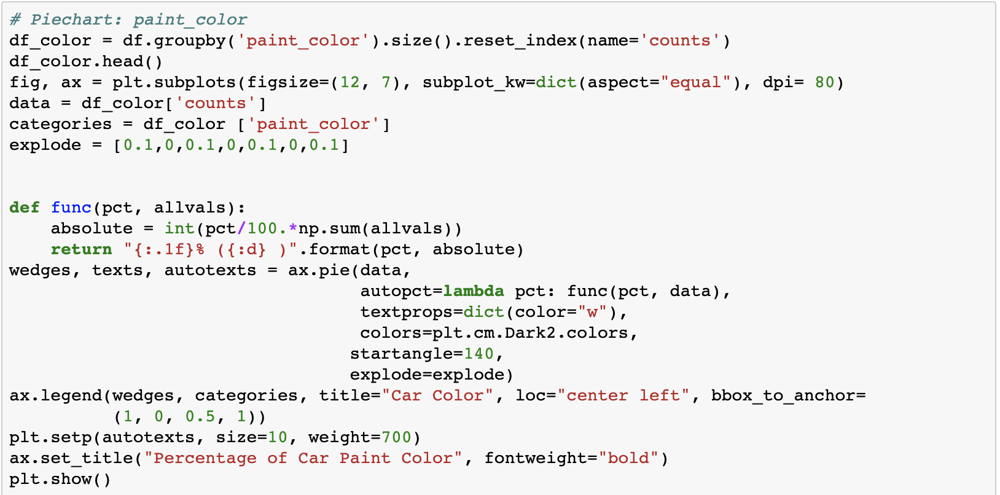 # Piechart: paint_color
df_color = df.groupby('paint_color').size().reset_index(name='counts')
df_color.head()
fig, ax = plt.subplots(figsize=(12, 7), subplot_kw=dict(aspect="equal"), dpi= 80)
data = df_color['counts']
categories = df_color ['paint_color']
explode = [0.1,0,0.1,0,0.1,0,0.1]
def func(pct, allvals):
    absolute = int(pct/100.*np.sum(allvals))
    return "{:.1f}% ({:d} )".format(pct, absolute)
wedges, texts, autotexts = ax.pie(data,
                                  autopct=lambda pct: func(pct, data),
                                  textprops=dict(color="w"),
                                  colors=plt.cm.Dark2.colors,
                                 startangle=140,
                                 explode=explode)
ax.legend(wedges, categories, title="Car Color", loc="center left", bbox_to_anchor=
          (1, 0, 0.5, 1))
plt.setp(autotexts, size=10, weight=700)
ax.set_title("Percentage of Car Paint Color", fontweight="bold")
plt.show()